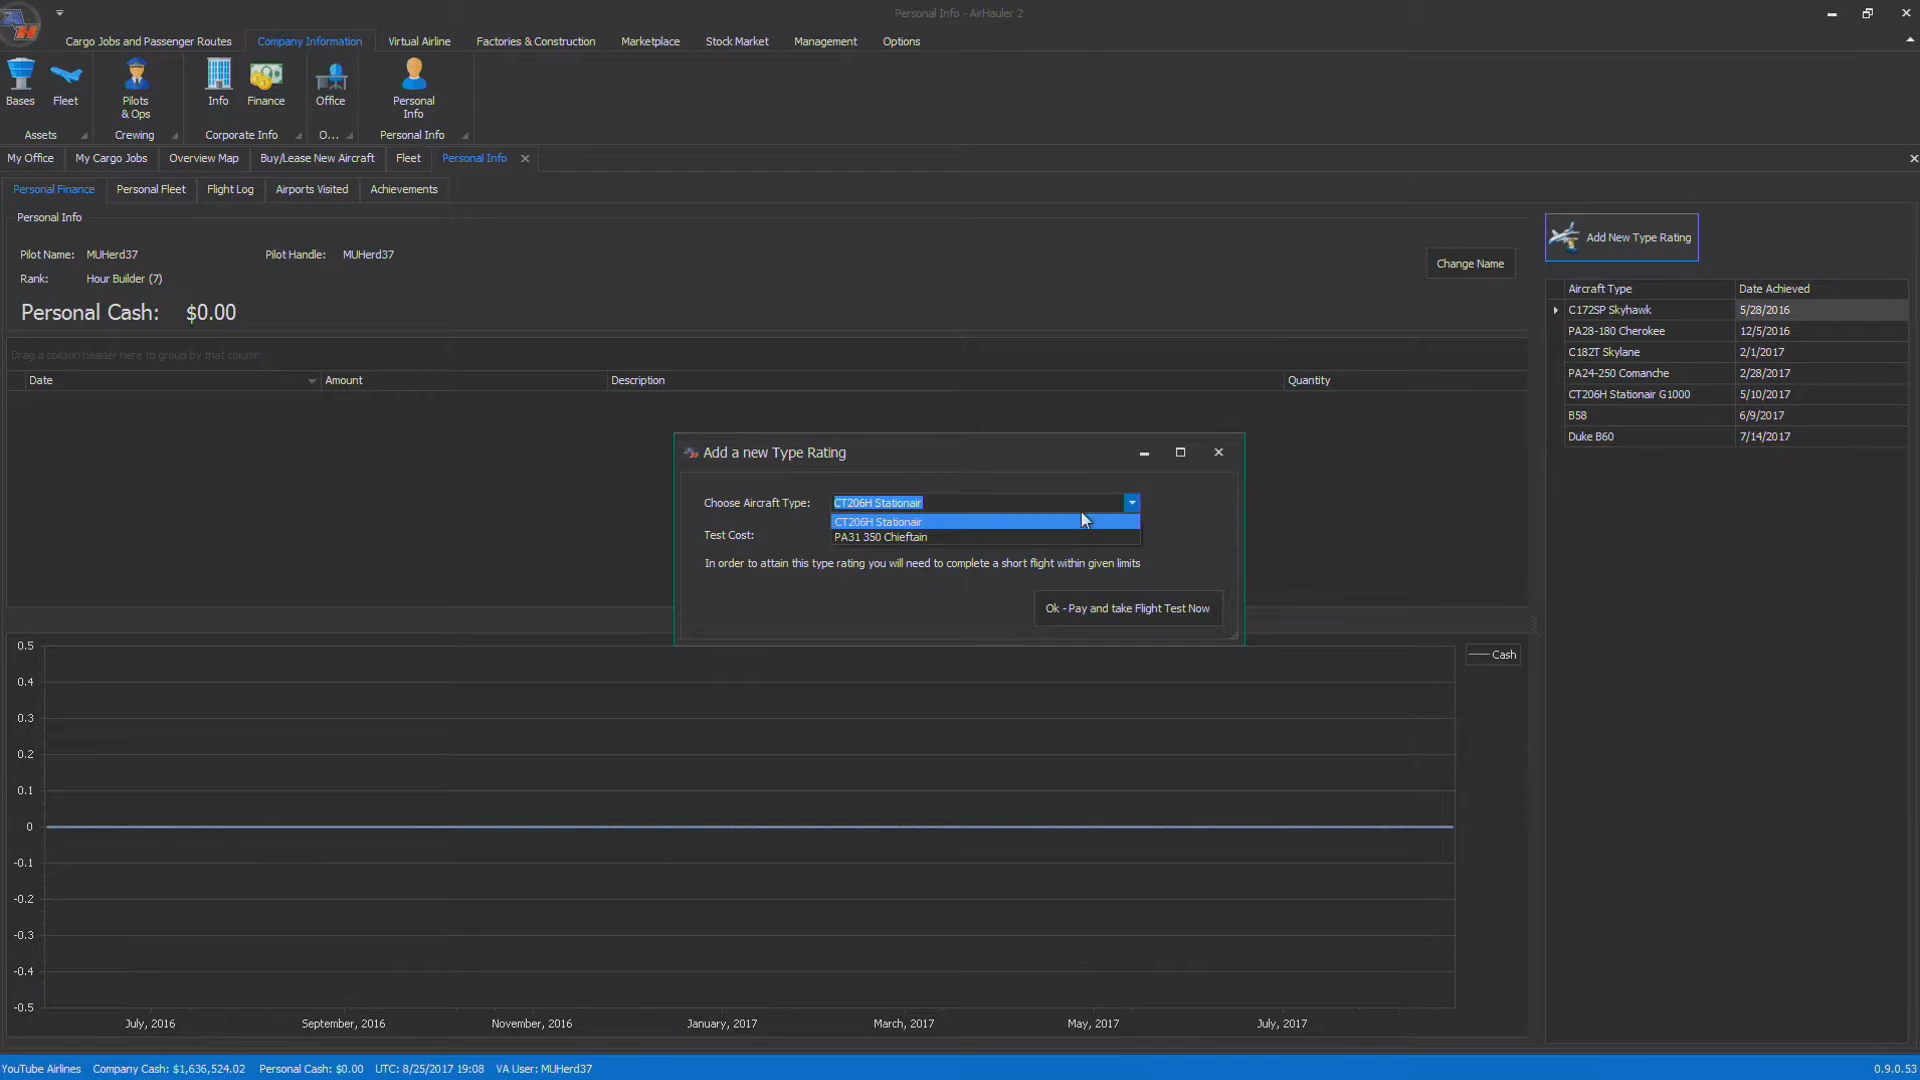 Personal Info - AirHauler 2
Cargo Jobs and Passenger Routes Company Information Virtual Airline Factories & Construction Marketplace Stock Market Management Options
Bases Fleet Pilots & Ops Info Finance Office Personal Info
Assets Crewing Corporate Info O... Personal Info
My Office My Cargo Jobs Overview Map Buy/Lease New Aircraft Fleet Personal Info
Personal Finance Personal Fleet Flight Log Airports Visited Achievements
Personal Info
Pilot Name: MUHerd37 Pilot Handle: MUHerd37
Rank: Hour Builder (7)
Change Name
Personal Cash: $0.00
Drag a column header here to group by that column
Date Amount Description Quantity
Add New Type Rating
Aircraft Type Date Achieved
C172SP Skyhawk 5/28/2016
PA28-180 Cherokee 12/5/2016
C182T Skylane 2/1/2017
PA24-250 Comanche 2/28/2017
CT206H Stationair G1000 5/10/2017
B58 6/9/2017
Duke B60 7/14/2017
Add a new Type Rating
Choose Aircraft Type: CT206H Stationair
CT206H Stationair
Test Cost:
PA31 350 Chieftain
In order to attain this type rating you will need to complete a short flight within given limits
Ok - Pay and take Flight Test Now
0.5
0.4
0.3
0.2
0.1
0
-0.1
-0.2
-0.3
-0.4
-0.5
July, 2016 September, 2016 November, 2016 January, 2017 March, 2017 May, 2017 July, 2017
Cash
YouTube Airlines Company Cash: $1,636,524.02 Personal Cash: $0.00 UTC: 8/25/2017 19:08 VA User: MUHerd37 0.9.0.53